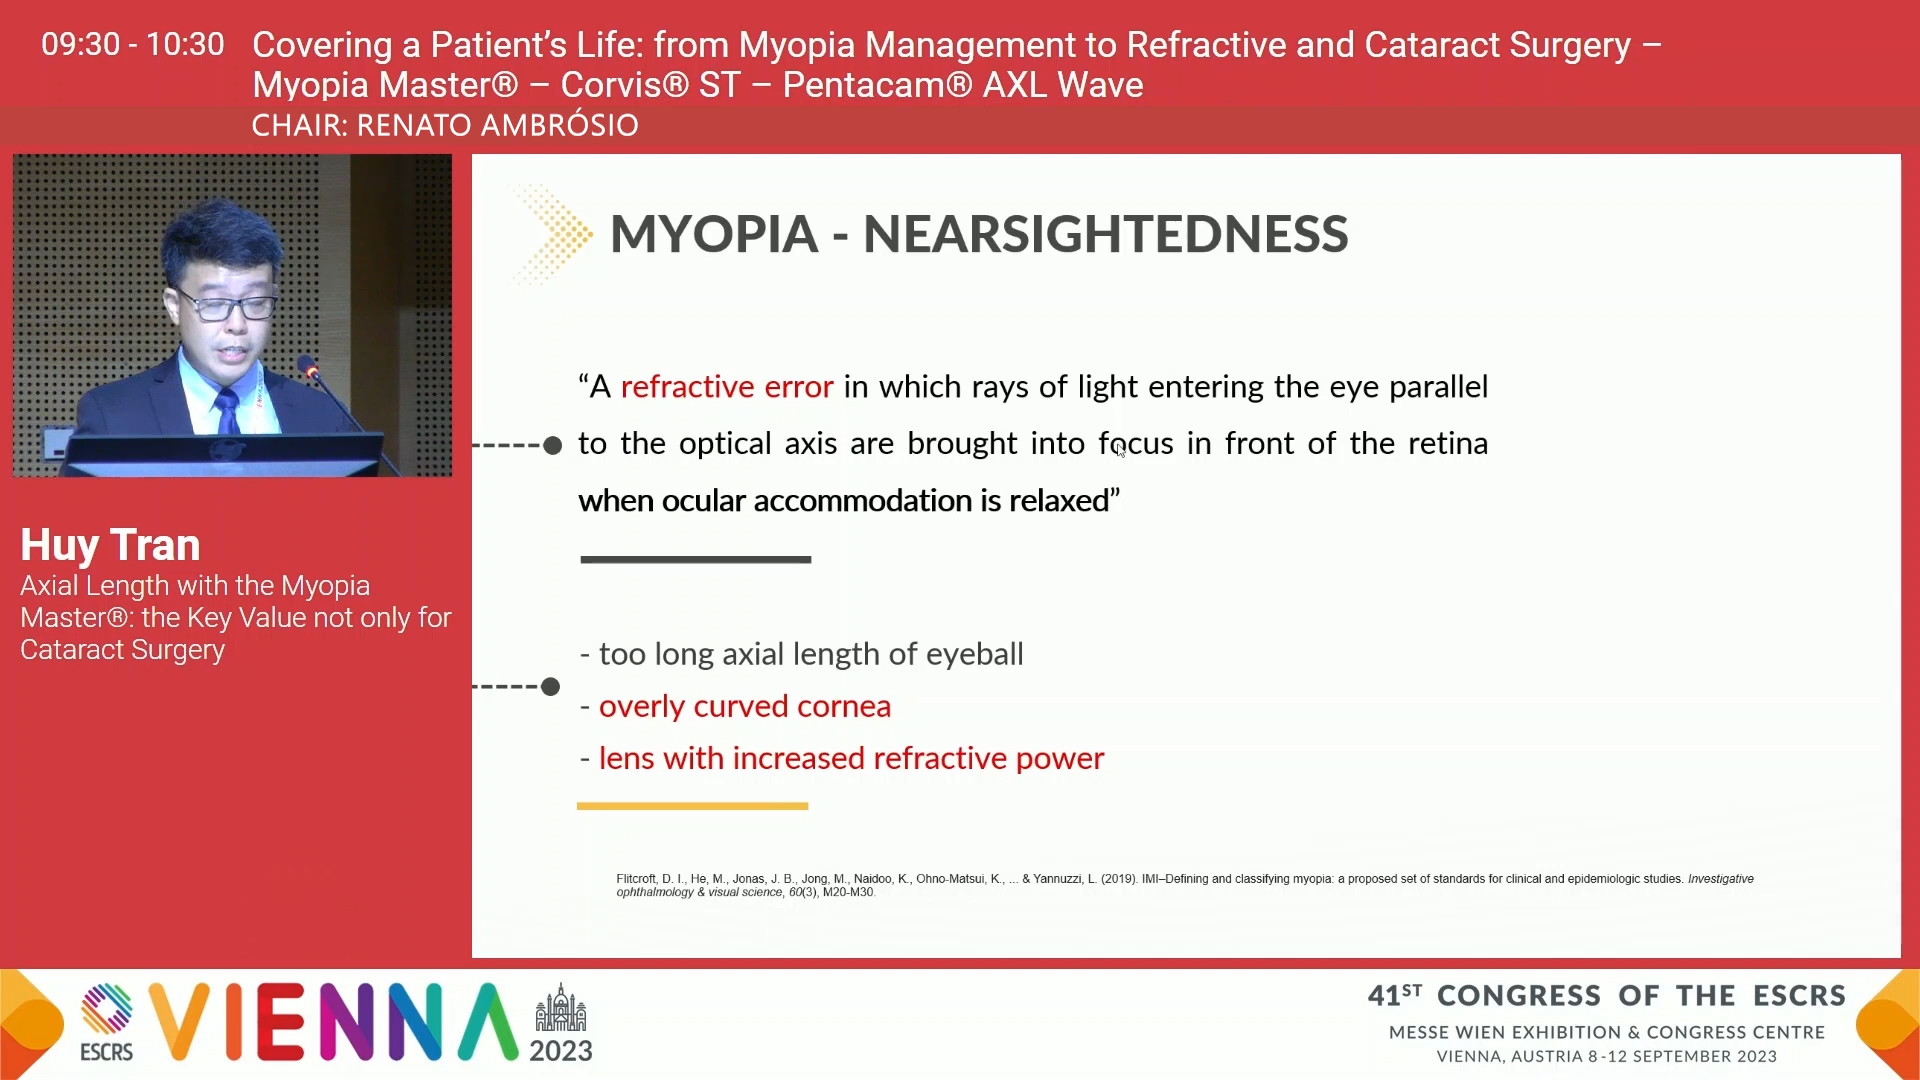 09:30 - 10:30 Covering a Patient’s Life: from Myopia Management to Refractive and Cataract Surgery –
Myopia Master® – Corvis® ST – Pentacam® AXL Wave
CHAIR: RENATO AMBRÓSIO
Huy Tran
Axial Length with the Myopia
Master®: the Key Value not only for
Cataract Surgery
MYOPIA - NEARSIGHTEDNESS
“A refractive error in which rays of light entering the eye parallel
to the optical axis are brought into focus in front of the retina
when ocular accommodation is relaxed”
- too long axial length of eyeball
- overly curved cornea
- lens with increased refractive power
Flitcroft, D. I., He, M., Jonas, J. B., Jong, M., Naidoo, K., Ohno-Matsui, K., ... & Yannuzzi, L. (2019). IMI–Defining and classifying myopia: a proposed set of standards for clinical and epidemiologic studies. Investigative
ophthalmology & visual science, 60(3), M20-M30.
ESCRS
VIENNA
2023
41ST CONGRESS OF THE ESCRS
MESSE WIEN EXHIBITION & CONGRESS CENTRE
VIENNA, AUSTRIA 8-12 SEPTEMBER 2023